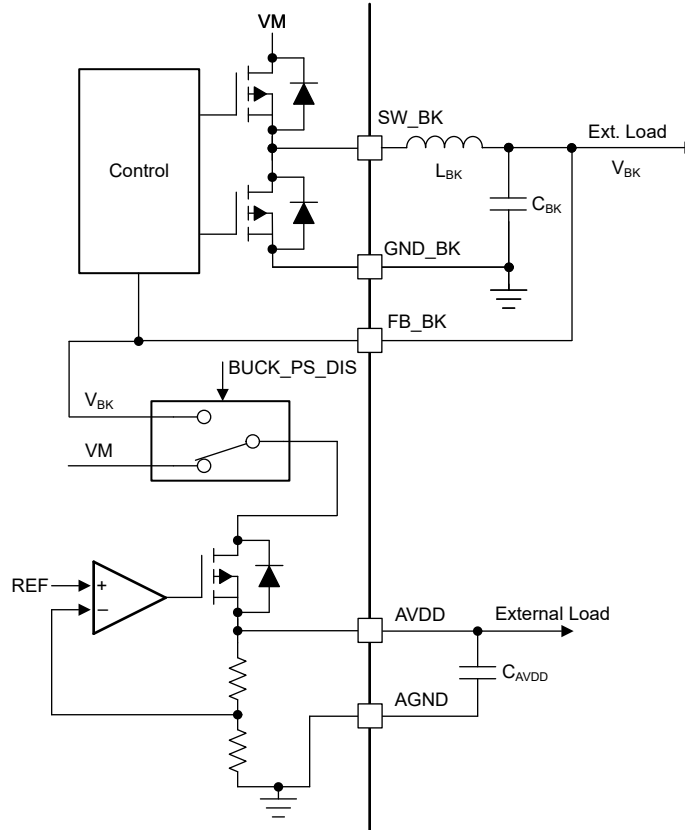 VM
SW_BK
Ext. Load
Control
L_BK
V_BK
C_BK
GND_BK
FB_BK
BUCK_PS_DIS
V_BK
VM
REF
+
–
AVDD
External Load
C_AVDD
AGND